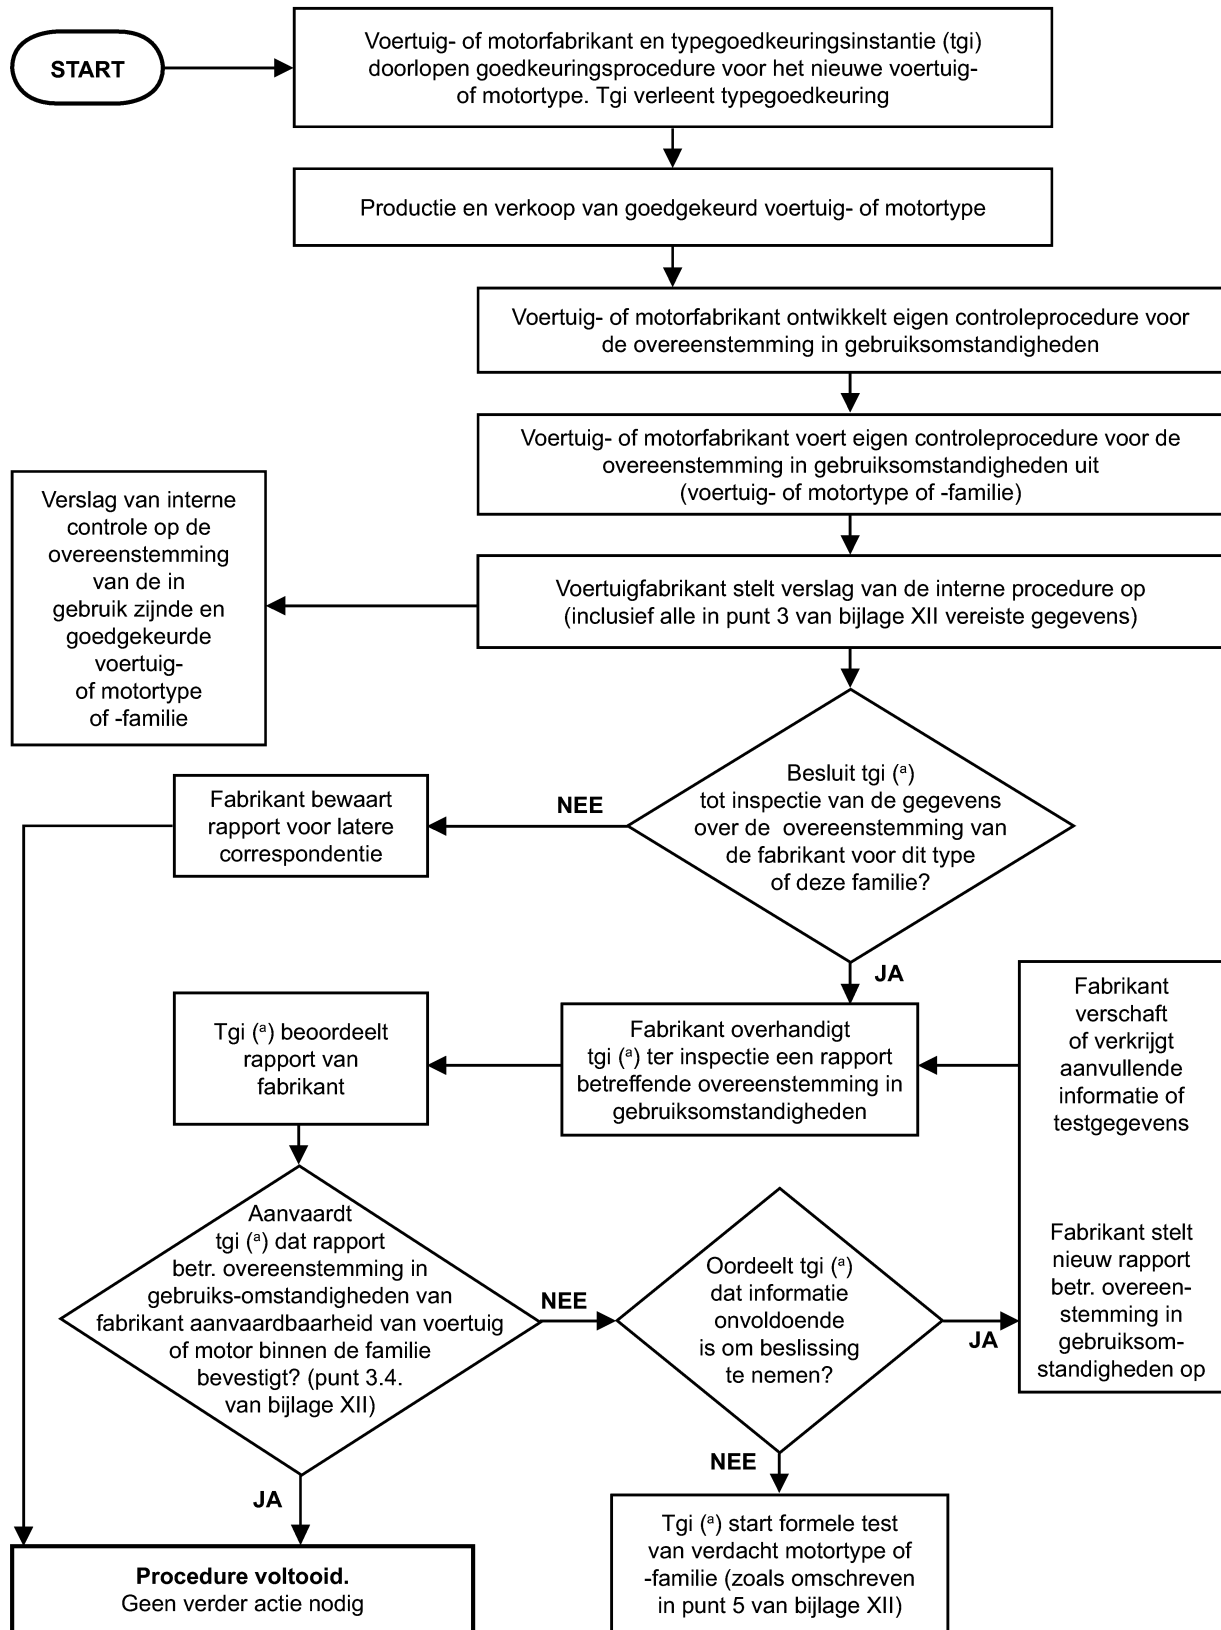 START
Voertuig- of motorfabrikant en typegoedkeuringsinstantie (tgi)
doorlopen goedkeuringsprocedure voor het nieuwe voertuig-
of motortype. Tgi verleent typegoedkeuring
Productie en verkoop van goedgekeurd voertuig- of motortype
Voertuig- of motorfabrikant ontwikkelt eigen controleprocedure voor
de overeenstemming in gebruiksomstandigheden
Voertuig- of motorfabrikant voert eigen controleprocedure voor de
overeenstemming in gebruiksomstandigheden uit
(voertuig- of motortype of -familie)
Verslag van interne
controle op de
overeenstemming
van de in
gebruik zijnde en
goedgekeurde
voertuig-
of motortype
of -familie
Voertuigfabrikant stelt verslag van de interne procedure op
(inclusief alle in punt 3 van bijlage XII vereiste gegevens)
Besluit tgi (ᵃ)
tot inspectie van de gegevens
over de overeenstemming van
de fabrikant voor dit type
of deze familie?
NEE
Fabrikant bewaart
rapport voor latere
correspondentie
JA
Fabrikant
verschaft
of verkrijgt
aanvullende
informatie of
testgegevens
Fabrikant stelt
nieuw rapport
betr. overeen-
stemming in
gebruiksom-
standigheden op
Fabrikant overhandigt
tgi (ᵃ) ter inspectie een rapport
betreffende overeenstemming in
gebruiksomstandigheden
Tgi (ᵃ) beoordeelt
rapport van
fabrikant
Aanvaardt
tgi (ᵃ) dat rapport
betr. overeenstemming in
gebruiks-omstandigheden van
fabrikant aanvaardbaarheid van voertuig
of motor binnen de familie
bevestigt? (punt 3.4.
van bijlage XII)
NEE
Oordeelt tgi (ᵃ)
dat informatie
onvoldoende
is om beslissing
te nemen?
JA
NEE
JA
Procedure voltooid.
Geen verder actie nodig
Tgi (ᵃ) start formele test
van verdacht motortype of
-familie (zoals omschreven
in punt 5 van bijlage XII)